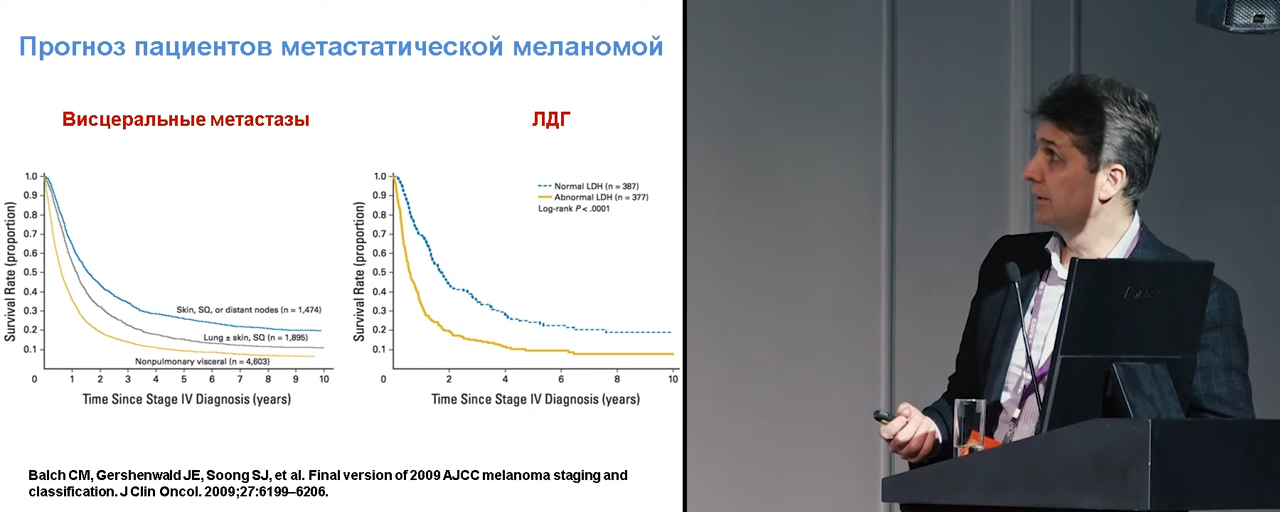 Прогноз пациентов метастатической меланомой
Висцеральные метастазы
ЛДГ
Survival Rate (proportion)
1.0
0.9
0.8
0.7
0.6
0.5
0.4
0.3
0.2
0.1
0
1
2
3
4
5
6
7
8
9
10
Skin, SQ, or distant nodes (n = 1,474)
Lung ± skin, SQ (n = 1,895)
Nonpulmonary visceral (n = 4,603)
Time Since Stage IV Diagnosis (years)
Survival Rate (proportion)
1.0
0.9
0.8
0.7
0.6
0.5
0.4
0.3
0.2
0.1
0
2
4
6
8
10
Normal LDH (n = 387)
Abnormal LDH (n = 377)
Log-rank P < .0001
Time Since Stage IV Diagnosis (years)
Balch CM, Gershenwald JE, Soong SJ, et al. Final version of 2009 AJCC melanoma staging and
classification. J Clin Oncol. 2009;27:6199–6206.